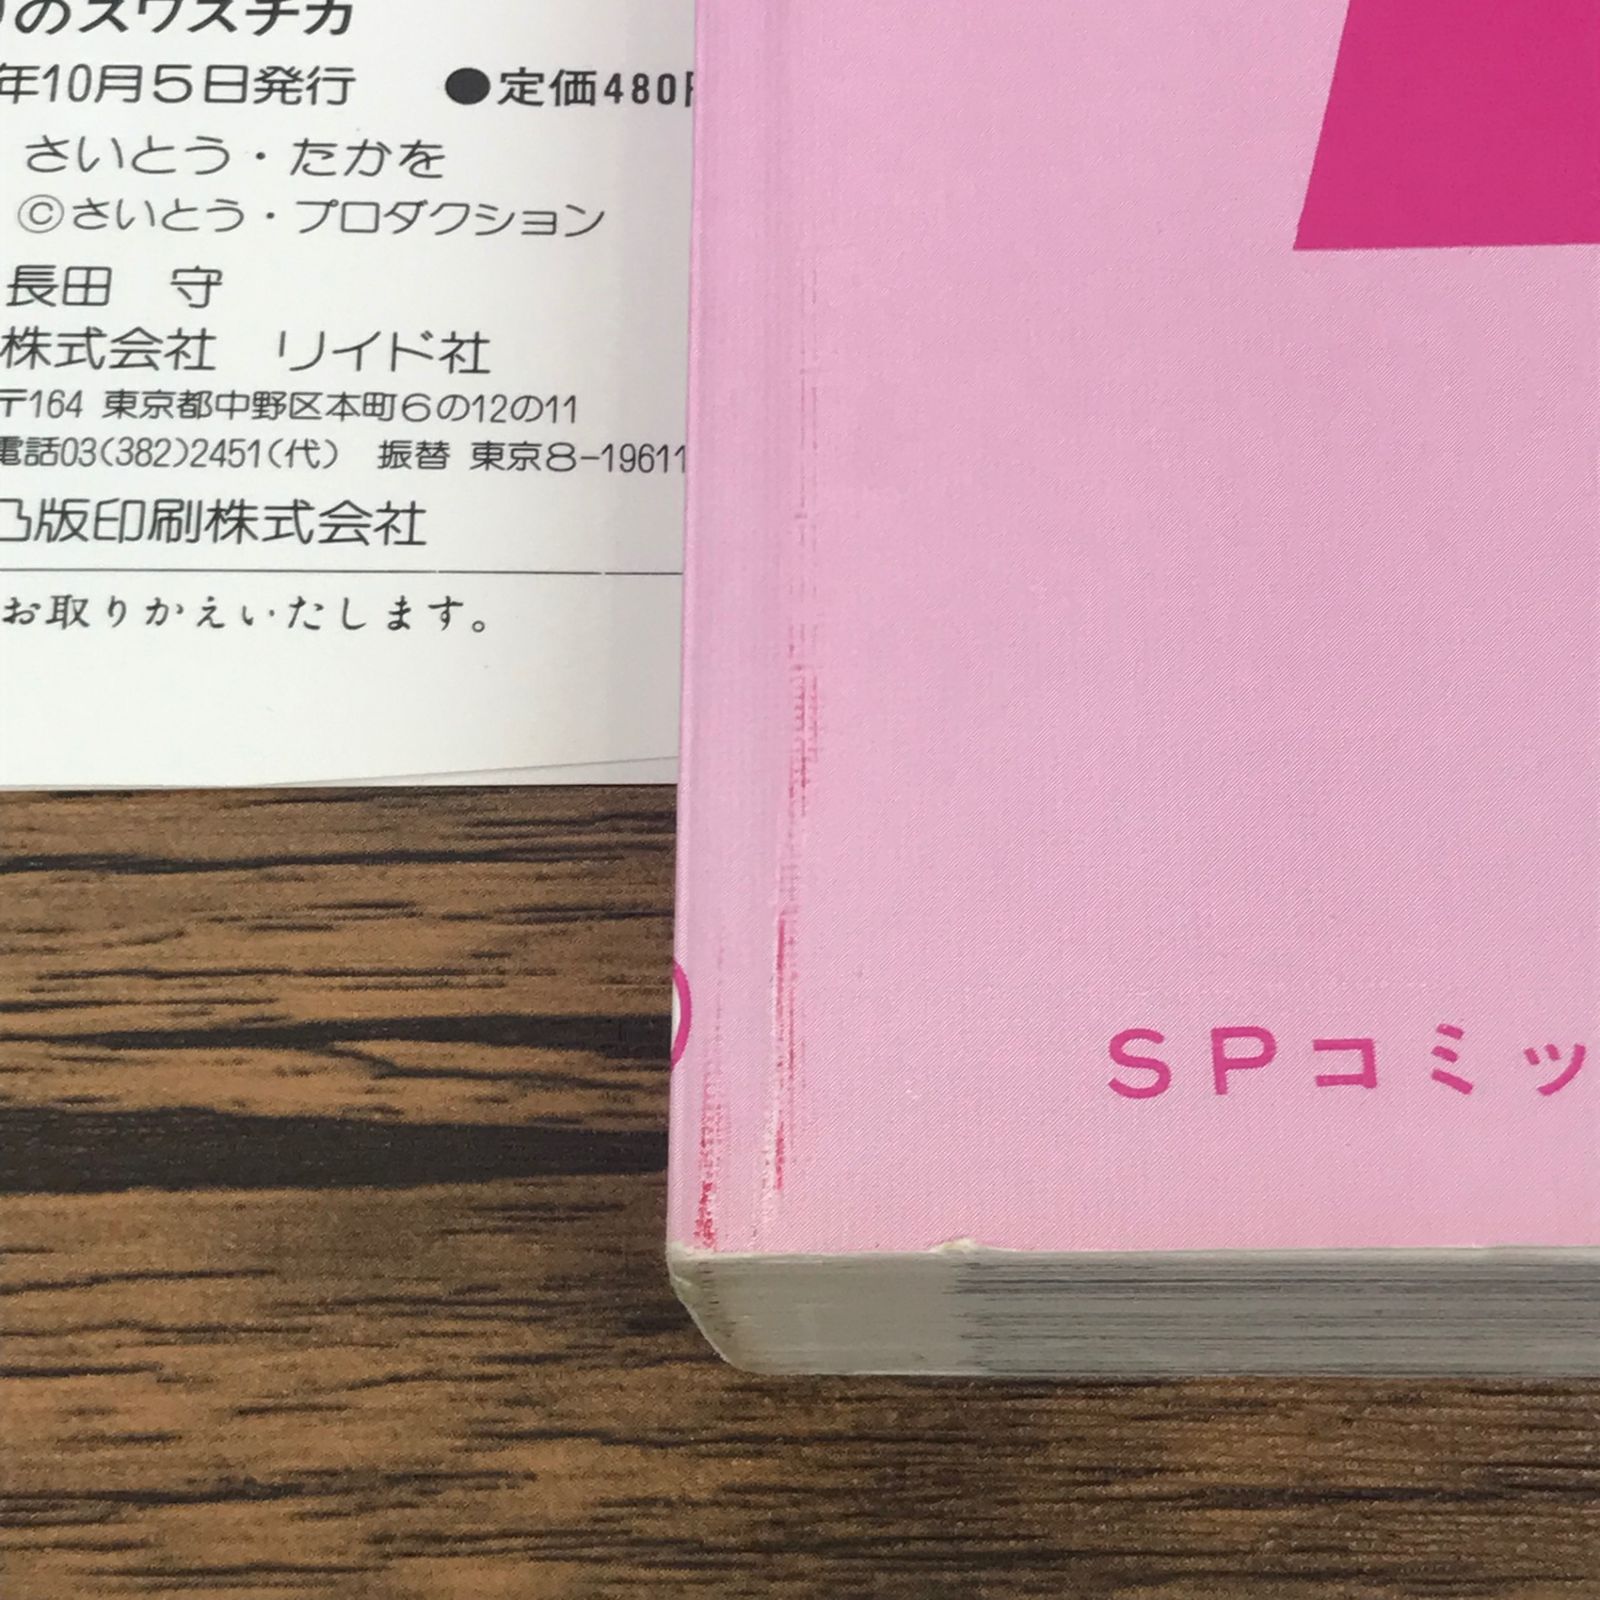 のスワスチカ
年10月5日発行 ●定価480円
さいとう・たかを
©さいとう・プロダクション
長田 守
株式会社 リイド社
〒164 東京都中野区本町6の12の11
電話03(382)2451(代) 振替 東京8-19611
凸版印刷株式会社
お取りかえいたします。
SPコミッ